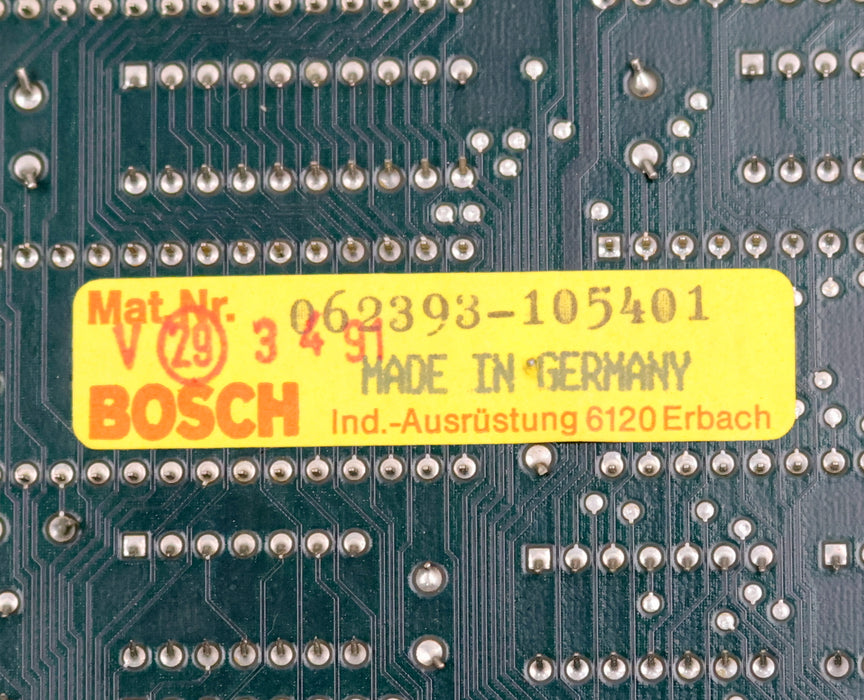 Mat.Nr. 062393-105401
V 29 3 4 91
MADE IN GERMANY
BOSCH Ind.-Ausrüstung 6120 Erbach